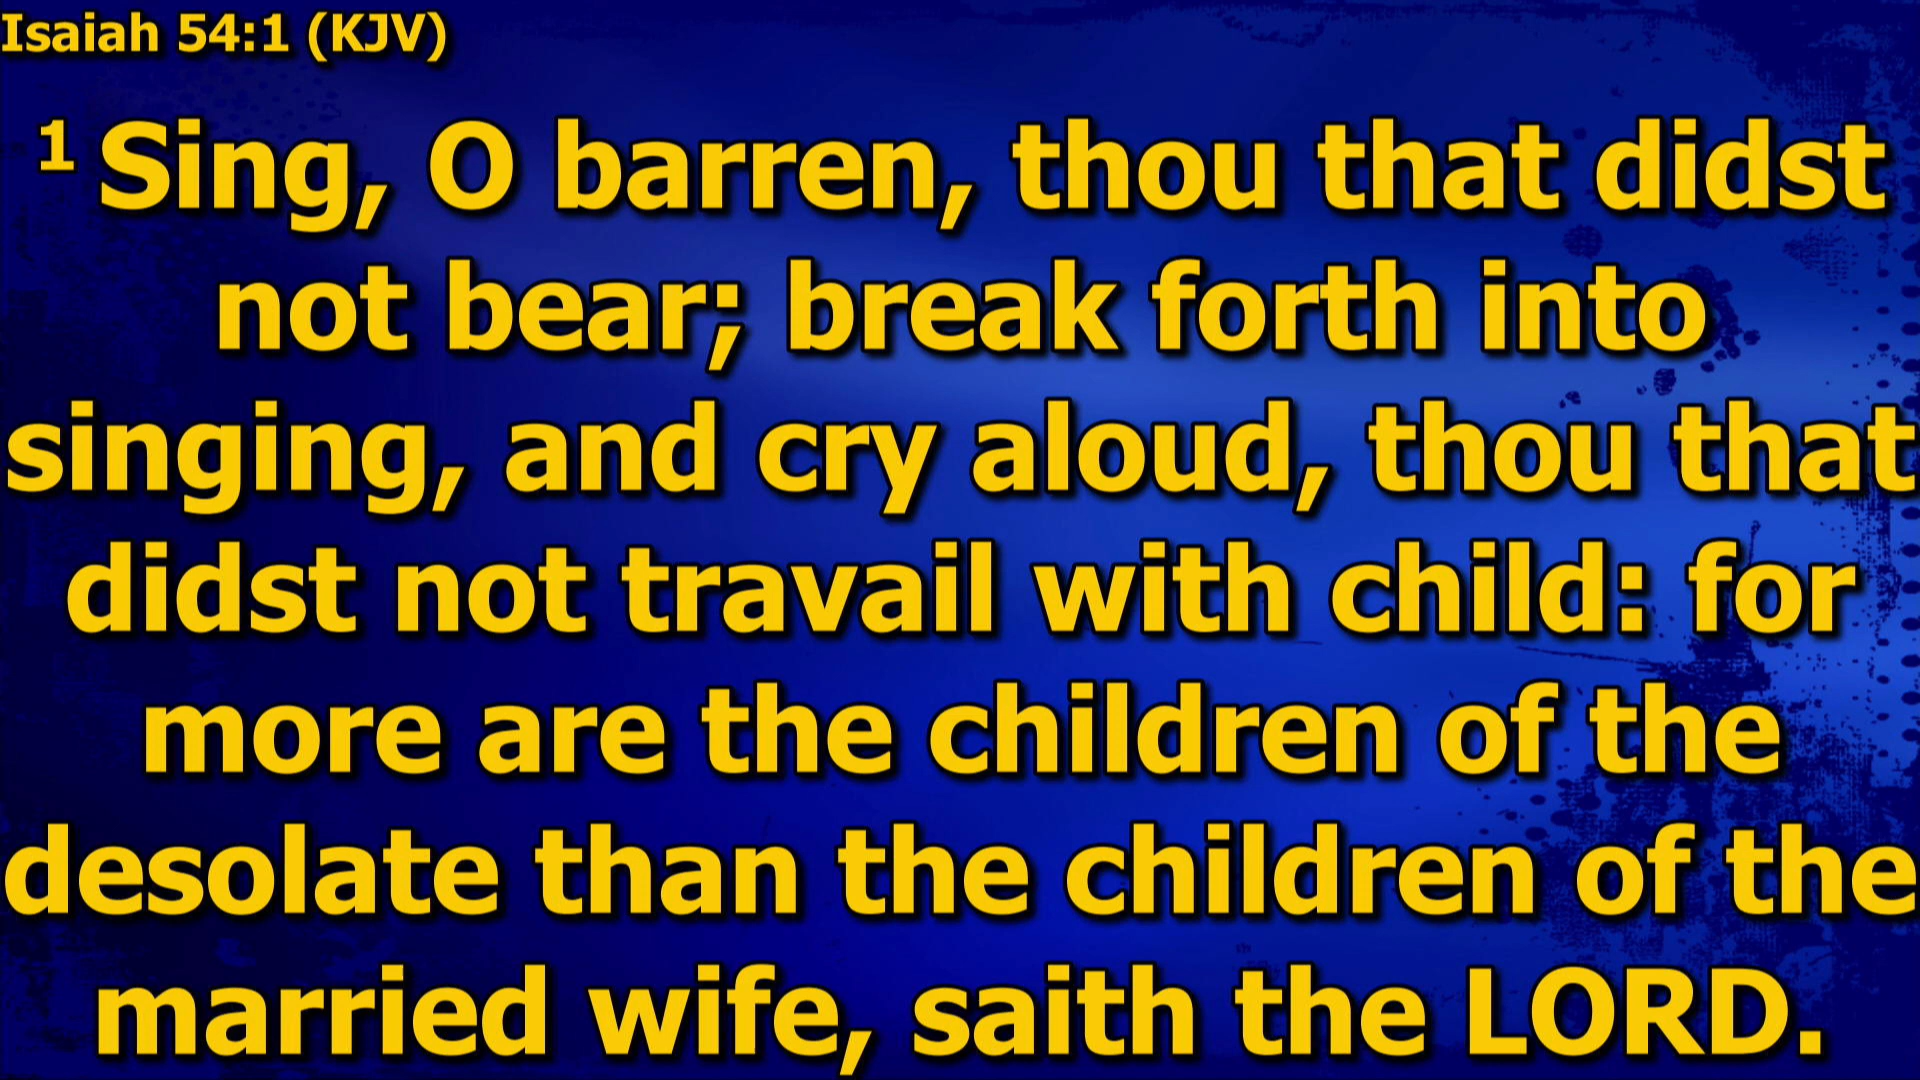 Isaiah 54:1 (KJV)
1 Sing, O barren, thou that didst
not bear; break forth into
singing, and cry aloud, thou that
didst not travail with child: for
more are the children of the
desolate than the children of the
married wife, saith the LORD.